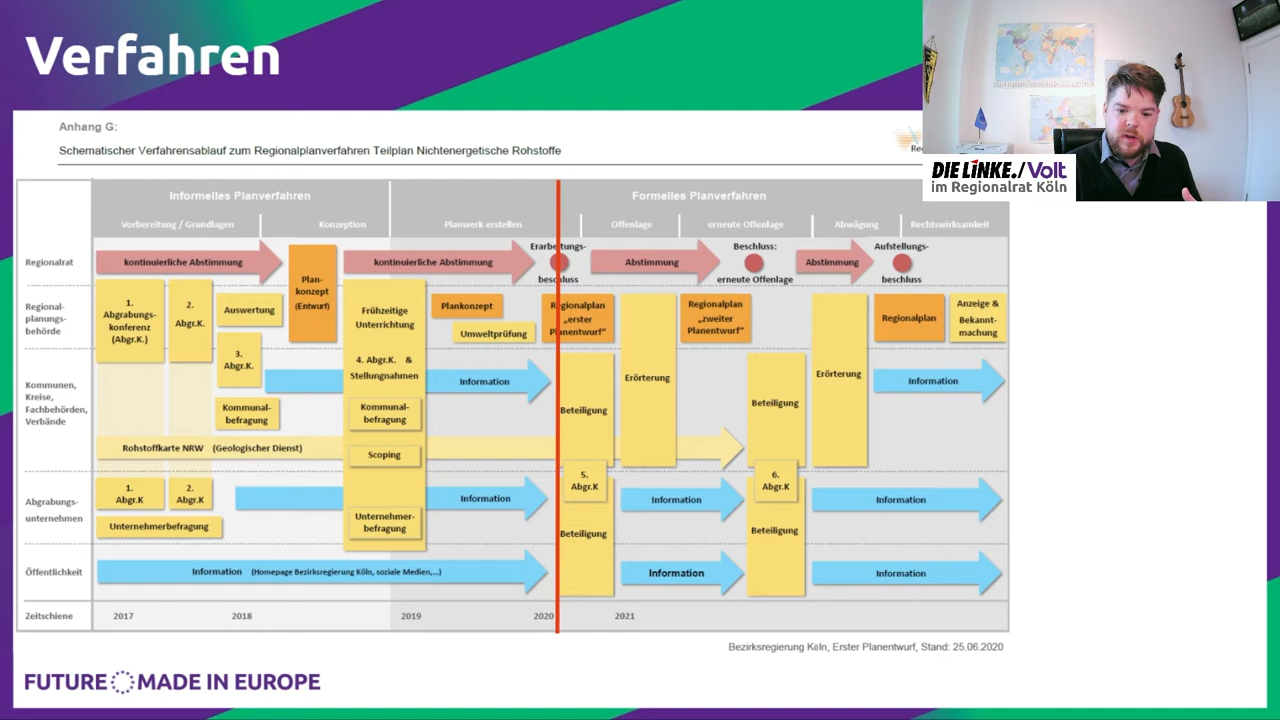 Verfahren
DIE LiNKE./Volt
im Regionalrat Köln
Anhang G:
Schematischer Verfahrensablauf zum Regionalplanverfahren Teilplan Nichtenergetische Rohstoffe
Informelles Planverfahren
Formelles Planverfahren
Vorbereitung / Grundlagen
Konzeption
Planwerk erstellen
Offenlage
erneute Offenlage
Abwägung
Rechtswirksamkeit
Regionalrat
kontinuierliche Abstimmung
kontinuierliche Abstimmung
Erarbeitungs-
beschluss
Abstimmung
Beschluss:
erneute Offenlage
Abstimmung
Aufstellungs-
beschluss
Regional-
planungs-
behörde
1.
Abgrabungs-
konferenz
(Abgr.K.)
2.
Abgr.K.
Auswertung
3.
Abgr.K.
Plan-
konzept
(Entwurf)
Frühzeitige
Unterrichtung
4. Abgr.K. &
Stellungnahmen
Plankonzept
Umweltprüfung
Regionalplan
„erster
Planentwurf"
Regionalplan
„zweiter
Planentwurf"
Regionalplan
Anzeige &
Bekannt-
machung
Kommunen,
Kreise,
Fachbehörden,
Verbände
Kommunal-
befragung
Kommunal-
befragung
Information
Beteiligung
Erörterung
Beteiligung
Erörterung
Information
Rohstoffkarte NRW (Geologischer Dienst)
Scoping
Abgrabungs-
unternehmen
1.
Abgr.K
2.
Abgr.K
Unternehmerbefragung
Unternehmer-
befragung
Information
5.
Abgr.K
Beteiligung
Information
6.
Abgr.K
Beteiligung
Information
Öffentlichkeit
Information (Homepage Bezirksregierung Köln, soziale Medien,...)
Information
Information
Zeitschiene
2017
2018
2019
2020
2021
Bezirksregierung Köln, Erster Planentwurf, Stand: 25.06.2020
FUTURE MADE IN EUROPE